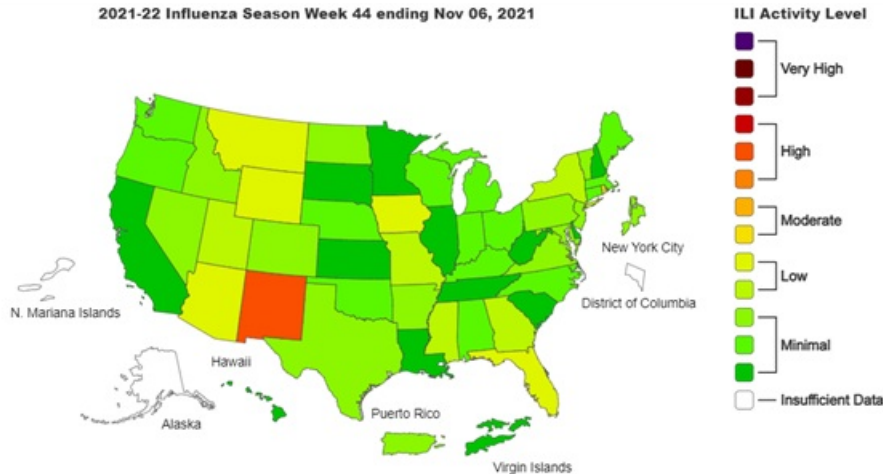 2021-22 Influenza Season Week 44 ending Nov 06, 2021
ILI Activity Level
Very High
High
Moderate
Low
Minimal
Insufficient Data
New York City
District of Columbia
N. Mariana Islands
Hawaii
Alaska
Puerto Rico
Virgin Islands